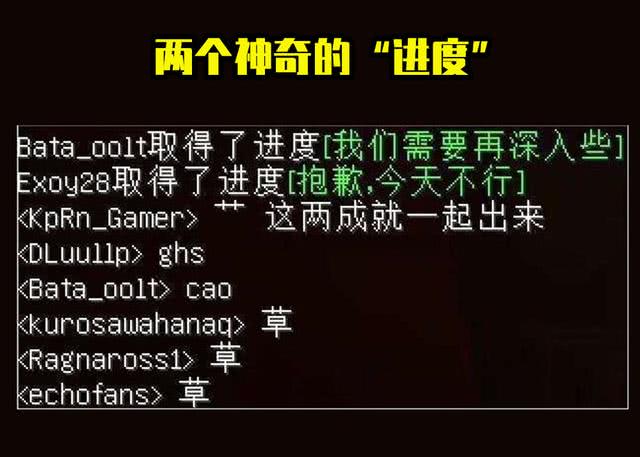 两个神奇的“进度”
Bata_oolt取得了进度[我们需要再深入些]
Exoy28取得了进度[抱歉,今天不行]
<KpRn_Gamer> 艹 这两成就一起出来
<DLuullp> ghs
<Bata_oolt> cao
<kurosawahanaq> 草
<Ragnaross1> 草
<echofans> 草